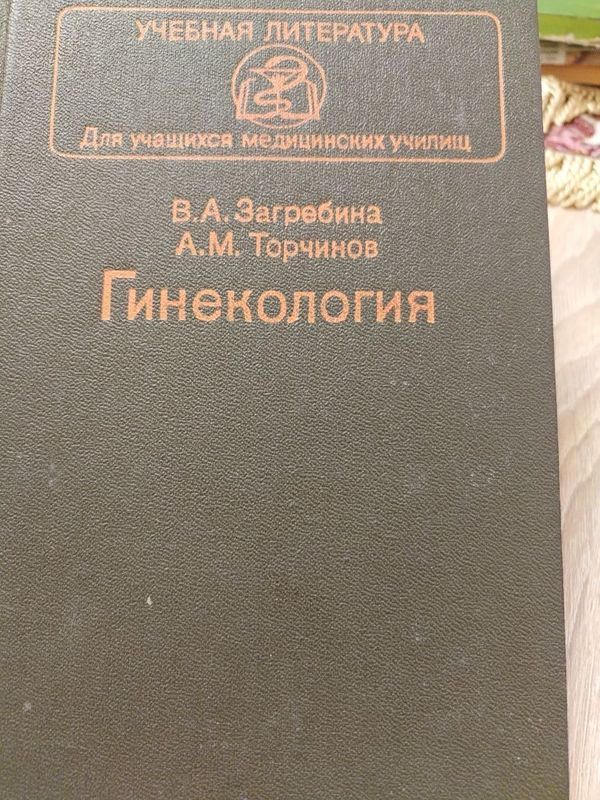 УЧЕБНАЯ ЛИТЕРАТУРА
Для учащихся медицинских училищ
В.А. Загребина
А.М. Торчинов
Гинекология